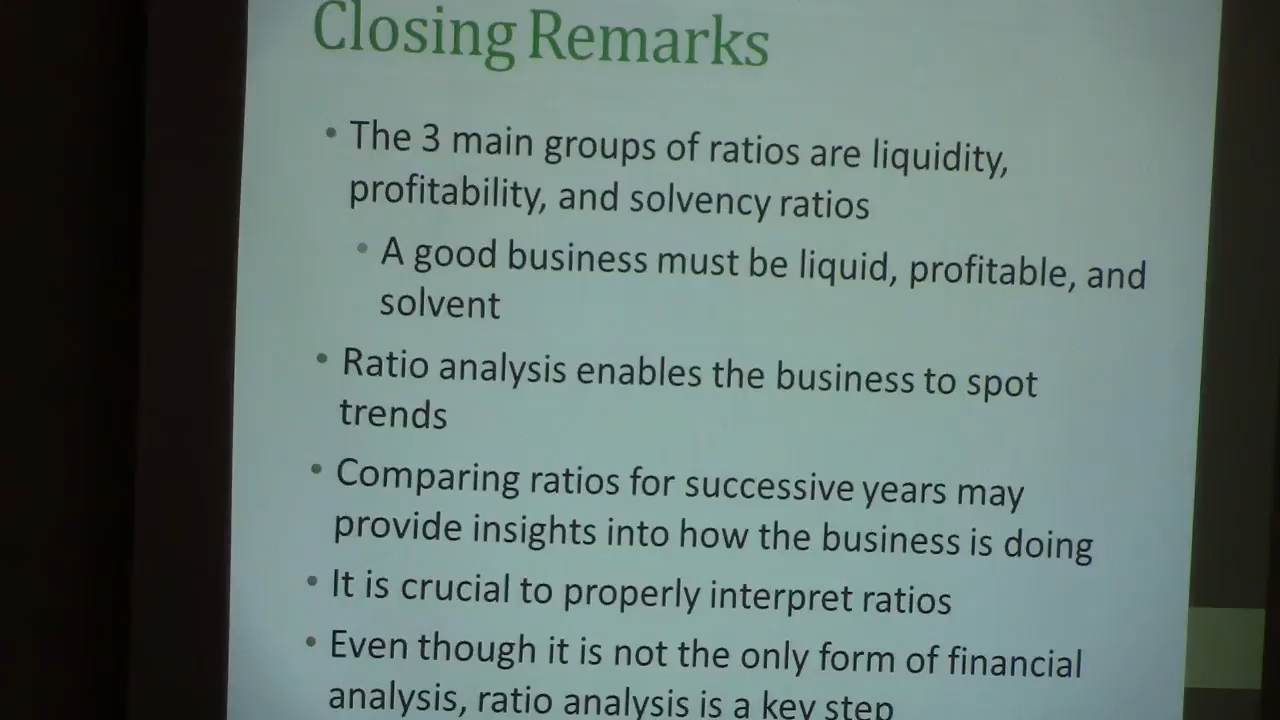 Closing Remarks
• The 3 main groups of ratios are liquidity,
profitability, and solvency ratios
• A good business must be liquid, profitable, and
solvent
• Ratio analysis enables the business to spot
trends
• Comparing ratios for successive years may
provide insights into how the business is doing
• It is crucial to properly interpret ratios
• Even though it is not the only form of financial
analysis, ratio analysis is a key step